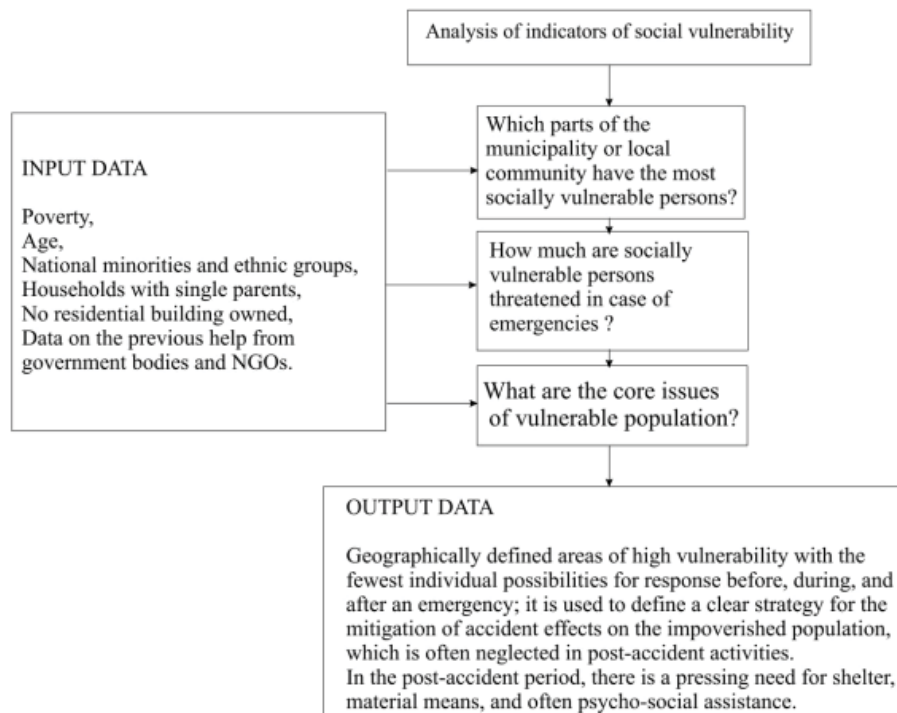 Analysis of indicators of social vulnerability
Which parts of the
municipality or local
community have the most
socially vulnerable persons?
INPUT DATA
Poverty,
Age,
National minorities and ethnic groups,
Households with single parents,
No residential building owned,
Data on the previous help from
government bodies and NGOs.
How much are socially
vulnerable persons
threatened in case of
emergencies ?
What are the core issues
of vulnerable population?
OUTPUT DATA
Geographically defined areas of high vulnerability with the
fewest individual possibilities for response before, during, and
after an emergency; it is used to define a clear strategy for the
mitigation of accident effects on the impoverished population,
which is often neglected in post-accident activities.
In the post-accident period, there is a pressing need for shelter,
material means, and often psycho-social assistance.